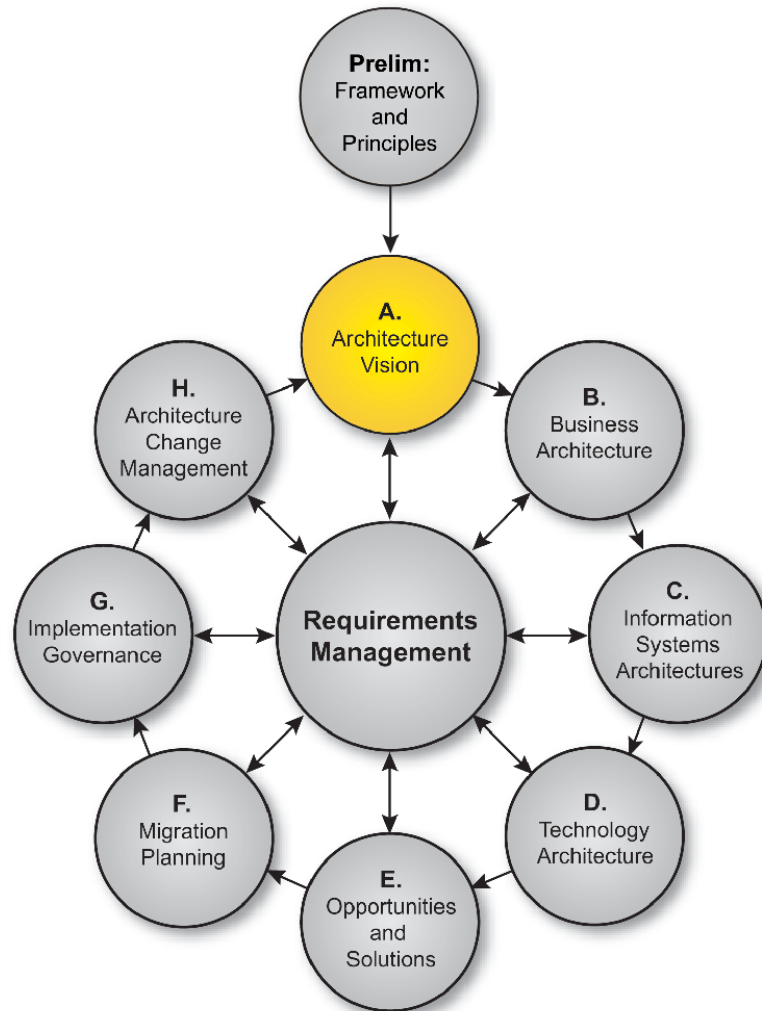 Prelim:
Framework
and
Principles
A.
Architecture
Vision
B.
Business
Architecture
C.
Information
Systems
Architectures
D.
Technology
Architecture
E.
Opportunities
and
Solutions
F.
Migration
Planning
G.
Implementation
Governance
H.
Architecture
Change
Management
Requirements
Management